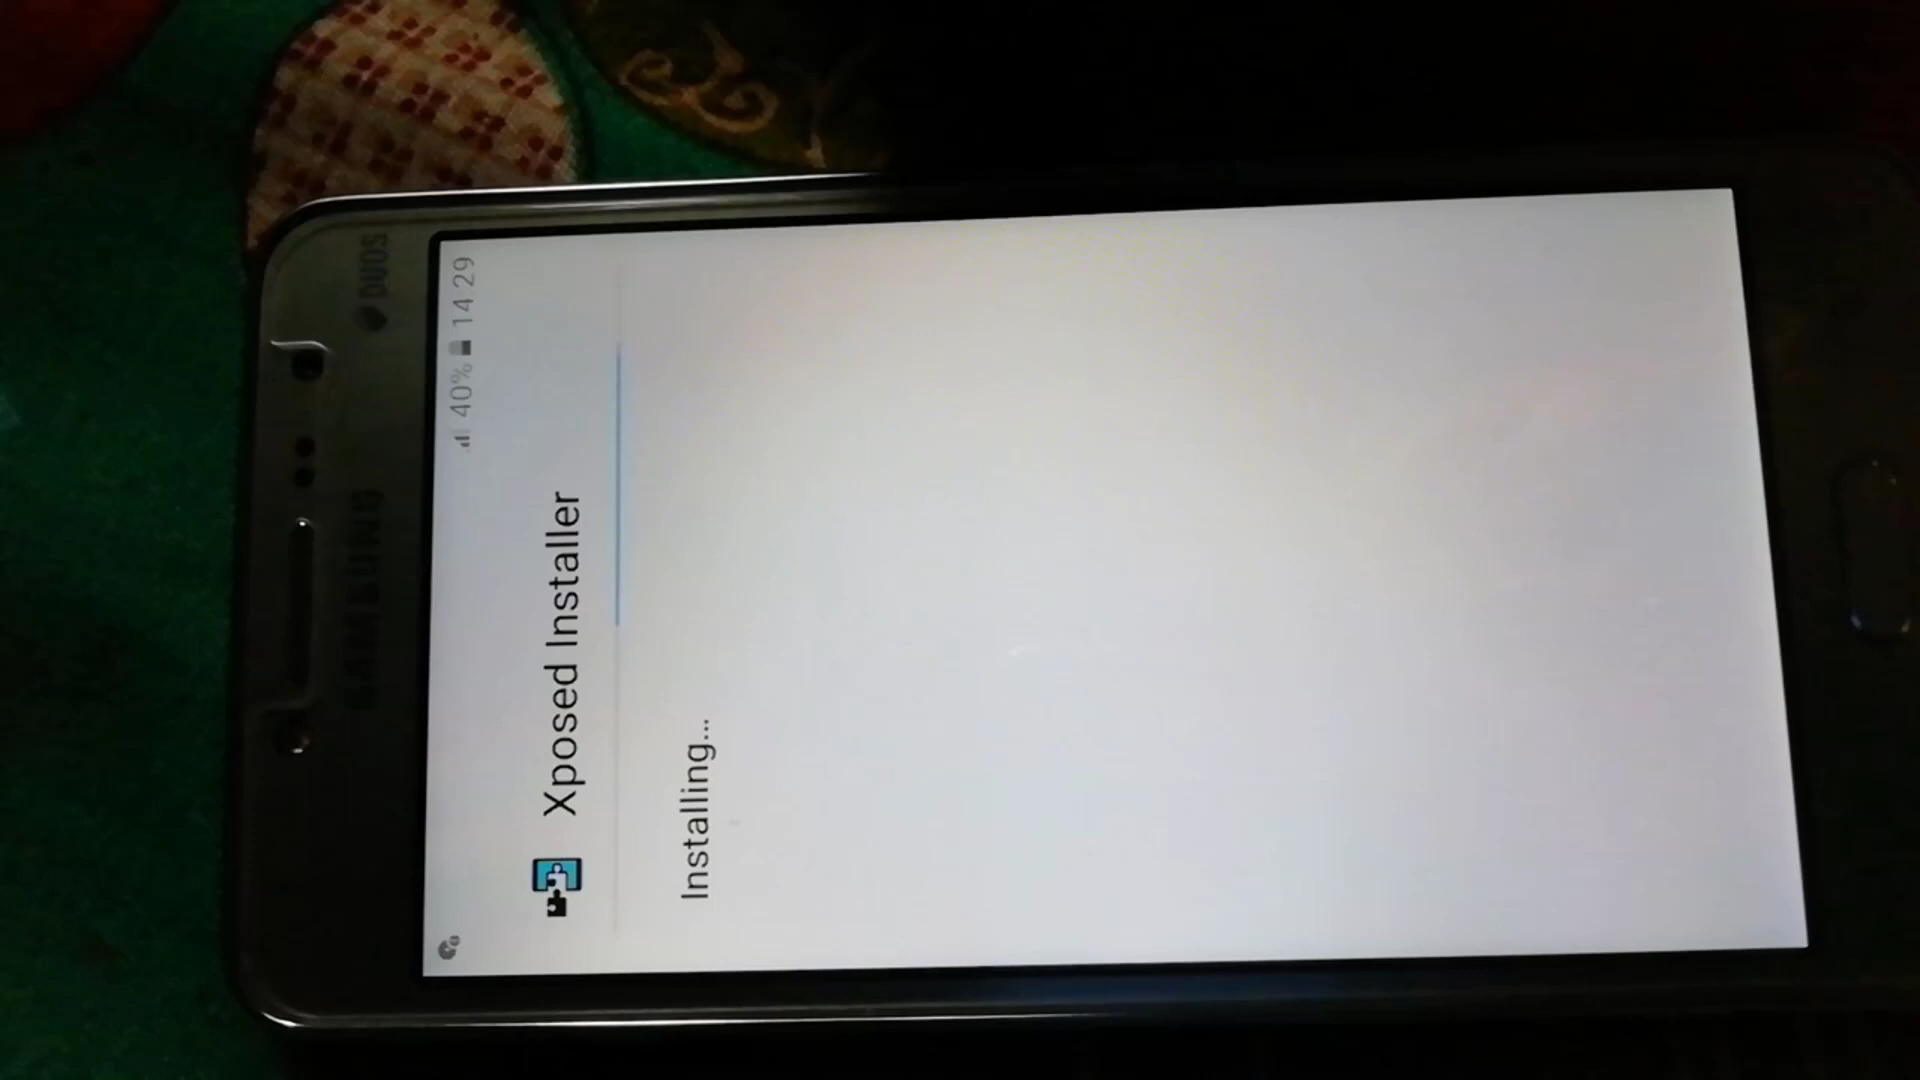 DUOS
SAMSUNG
40% 14 29
Xposed Installer
Installing...